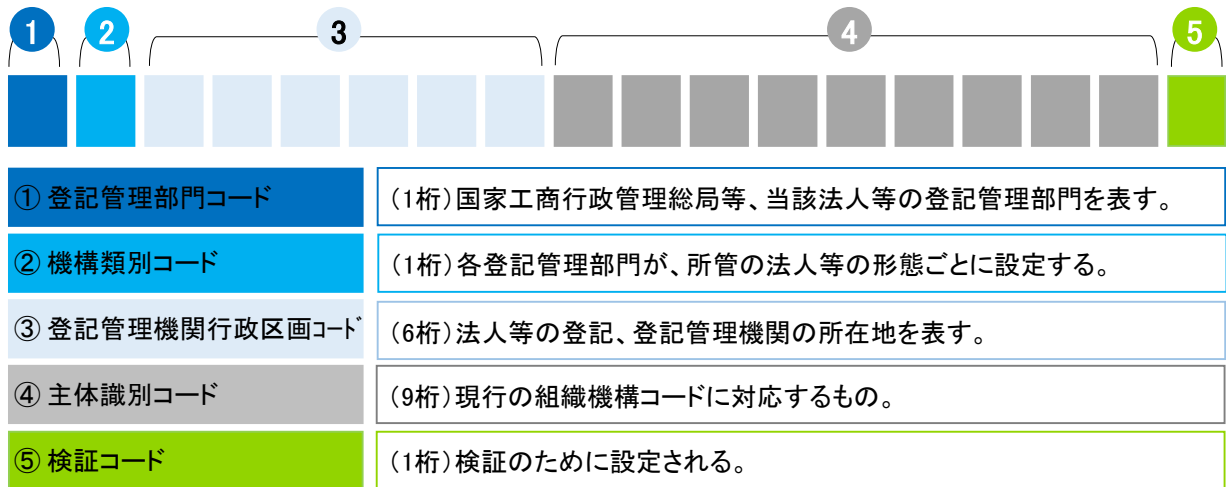 1 2 3 4 5
① 登記管理部門コード
(1桁)国家工商行政管理総局等、当該法人等の登記管理部門を表す。
② 機構類別コード
(1桁)各登記管理部門が、所管の法人等の形態ごとに設定する。
③ 登記管理機関行政区画ｺｰﾄﾞ
(6桁)法人等の登記、登記管理機関の所在地を表す。
④ 主体識別コード
(9桁)現行の組織機構コードに対応するもの。
⑤ 検証コード
(1桁)検証のために設定される。